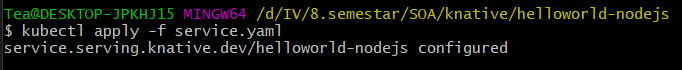 Tea@DESKTOP-JPKHJ15 MINGW64 /d/IV/8.semestar/SOA/knative/helloworld-nodejs
$ kubectl apply -f service.yaml
service.serving.knative.dev/helloworld-nodejs configured